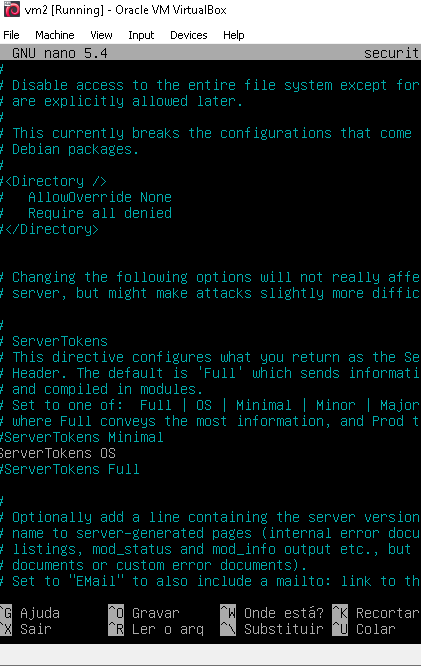 vm2 [Running] - Oracle VM VirtualBox
File Machine View Input Devices Help
GNU nano 5.4 securit
#
# Disable access to the entire file system except for
# are explicitly allowed later.
#
# This currently breaks the configurations that come
# Debian packages.
#
#<Directory />
#   AllowOverride None
#   Require all denied
#</Directory>
# Changing the following options will not really affe
# server, but might make attacks slightly more diffic
#
# ServerTokens
# This directive configures what you return as the Se
# Header. The default is 'Full' which sends informati
# and compiled in modules.
# Set to one of:  Full | OS | Minimal | Minor | Major
# where Full conveys the most information, and Prod t
#ServerTokens Minimal
ServerTokens OS
#ServerTokens Full
#
# Optionally add a line containing the server version
# name to server-generated pages (internal error docu
# listings, mod_status and mod_info output etc., but
# documents or custom error documents).
# Set to "EMail" to also include a mailto: link to th
^G Ajuda ^O Gravar ^W Onde está? ^K Recortar
^X Sair ^R Ler o arq ^\ Substituir ^U Colar